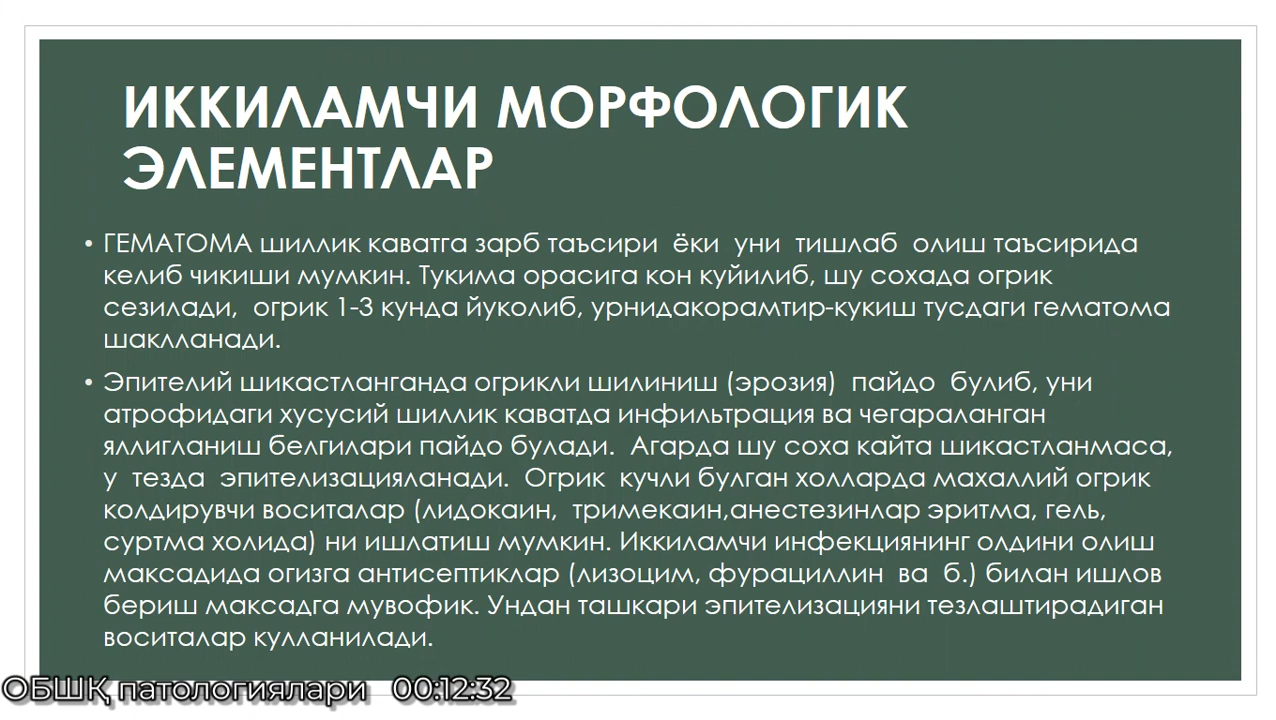 ИККИЛАМЧИ МОРФОЛОГИК
ЭЛЕМЕНТЛАР
• ГЕМАТОМА шиллик каватга зарб таъсири ёки уни тишлаб олиш таъсирида
келиб чикиши мумкин. Тукима орасига кон куйилиб, шу сохада огрик
сезилади, огрик 1-3 кунда йуколиб, урнидакорамтир-кукиш тусдаги гематома
шаклланади.
• Эпителий шикастланганда огрикли шилиниш (эрозия) пайдо булиб, уни
атрофидаги хусусий шиллик каватда инфильтрация ва чегараланган
яллигланиш белгилари пайдо булади. Агарда шу соха кайта шикастланмаса,
у тезда эпителизацияланади. Огрик кучли булган холларда махаллий огрик
колдирувчи воситалар (лидокаин, тримекаин,анестезинлар эритма, гель,
суртма холида) ни ишлатиш мумкин. Иккиламчи инфекциянинг олдини олиш
максадида огизга антисептиклар (лизоцим, фурациллин ва б.) билан ишлов
бериш максадга мувофик. Ундан ташкари эпителизацияни тезлаштирадиган
воситалар кулланилади.
ОБШҚ патологиялари 00:12:32